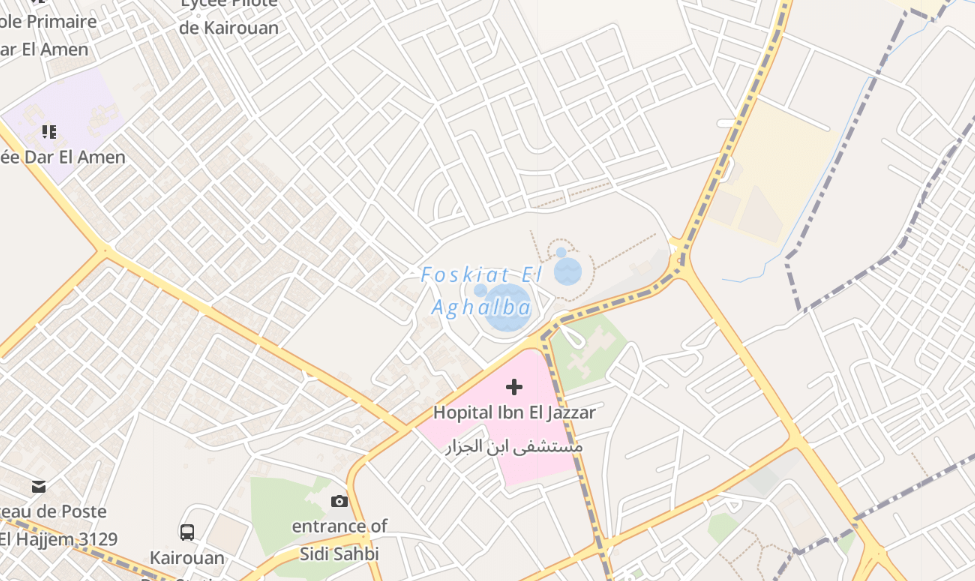 Lycée Pilote
de Kairouan
ole Primaire
ar El Amen
ée Dar El Amen
Foskiat El
Aghalba
Hopital Ibn El Jazzar
مستشفى ابن الجزار
entrance of
Sidi Sahbi
eau de Poste
El Hajjem 3129
Kairouan